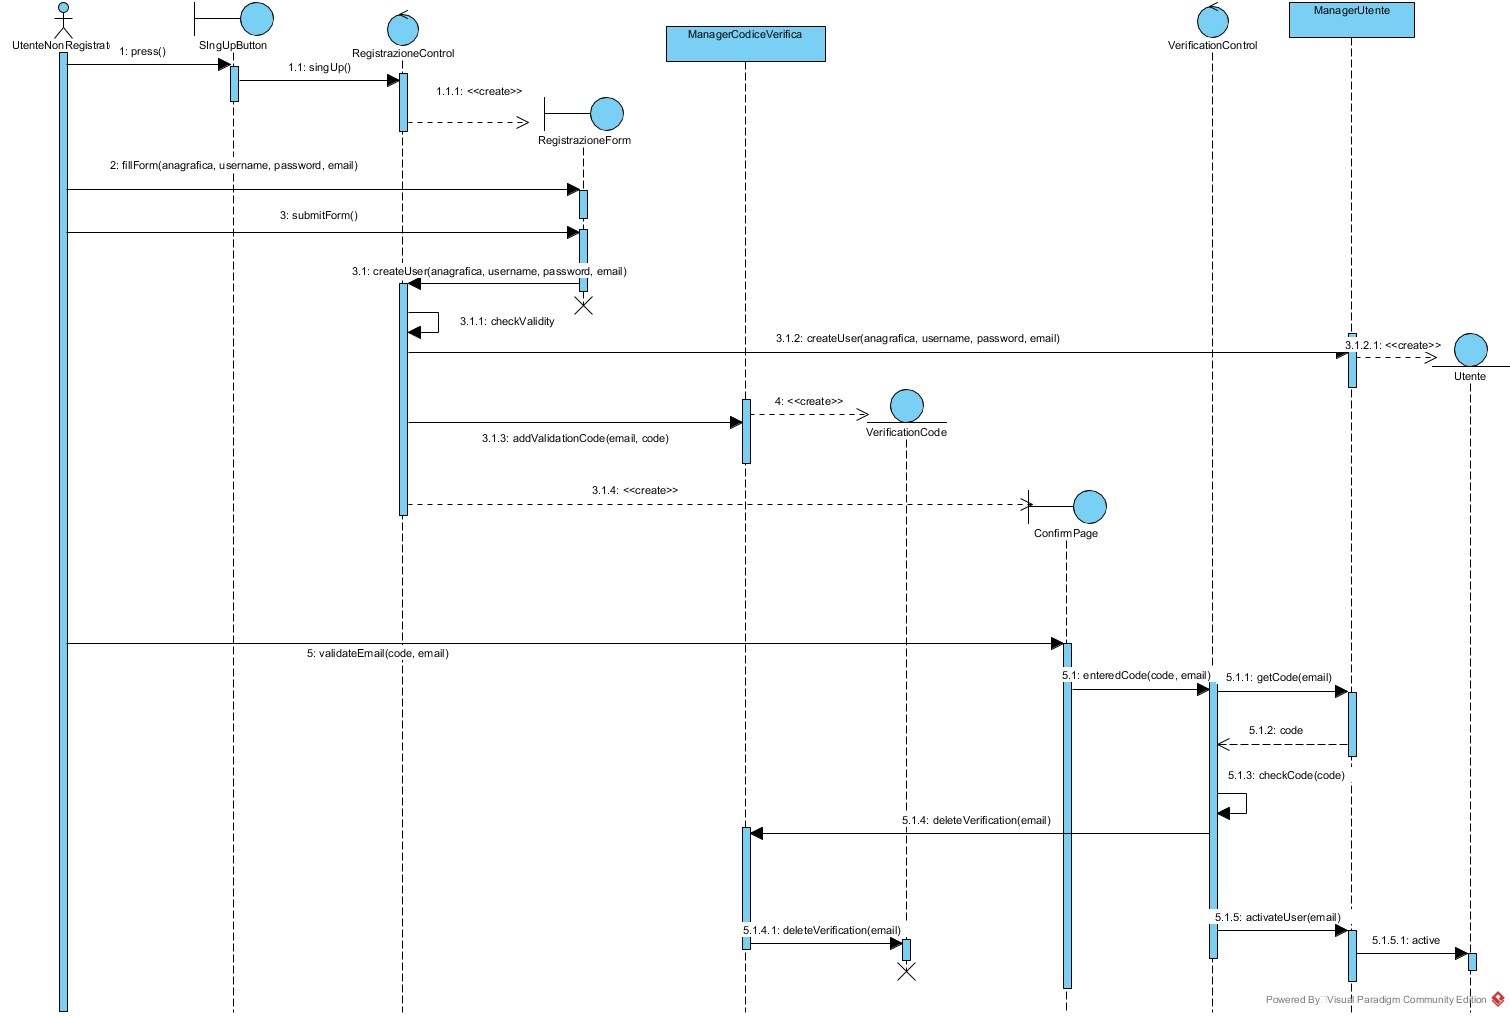 UtenteNonRegistrat
SIngUpButton
RegistrazioneControl
ManagerCodiceVerifica
VerificationControl
ManagerUtente
1: press()
1.1: singUp()
1.1.1: <<create>>
RegistrazioneForm
2: fillForm(anagrafica, username, password, email)
3: submitForm()
3.1: createUser(anagrafica, username, password, email)
3.1.1: checkValidity
3.1.2: createUser(anagrafica, username, password, email)
3.1.2.1: <<create>>
Utente
4: <<create>>
VerificationCode
3.1.3: addValidationCode(email, code)
3.1.4: <<create>>
ConfirmPage
5: validateEmail(code, email)
5.1: enteredCode(code, email)
5.1.1: getCode(email)
5.1.2: code
5.1.3: checkCode(code)
5.1.4: deleteVerification(email)
5.1.5: activateUser(email)
5.1.4.1: deleteVerification(email)
5.1.5.1: active
Powered By Visual Paradigm Community Edition